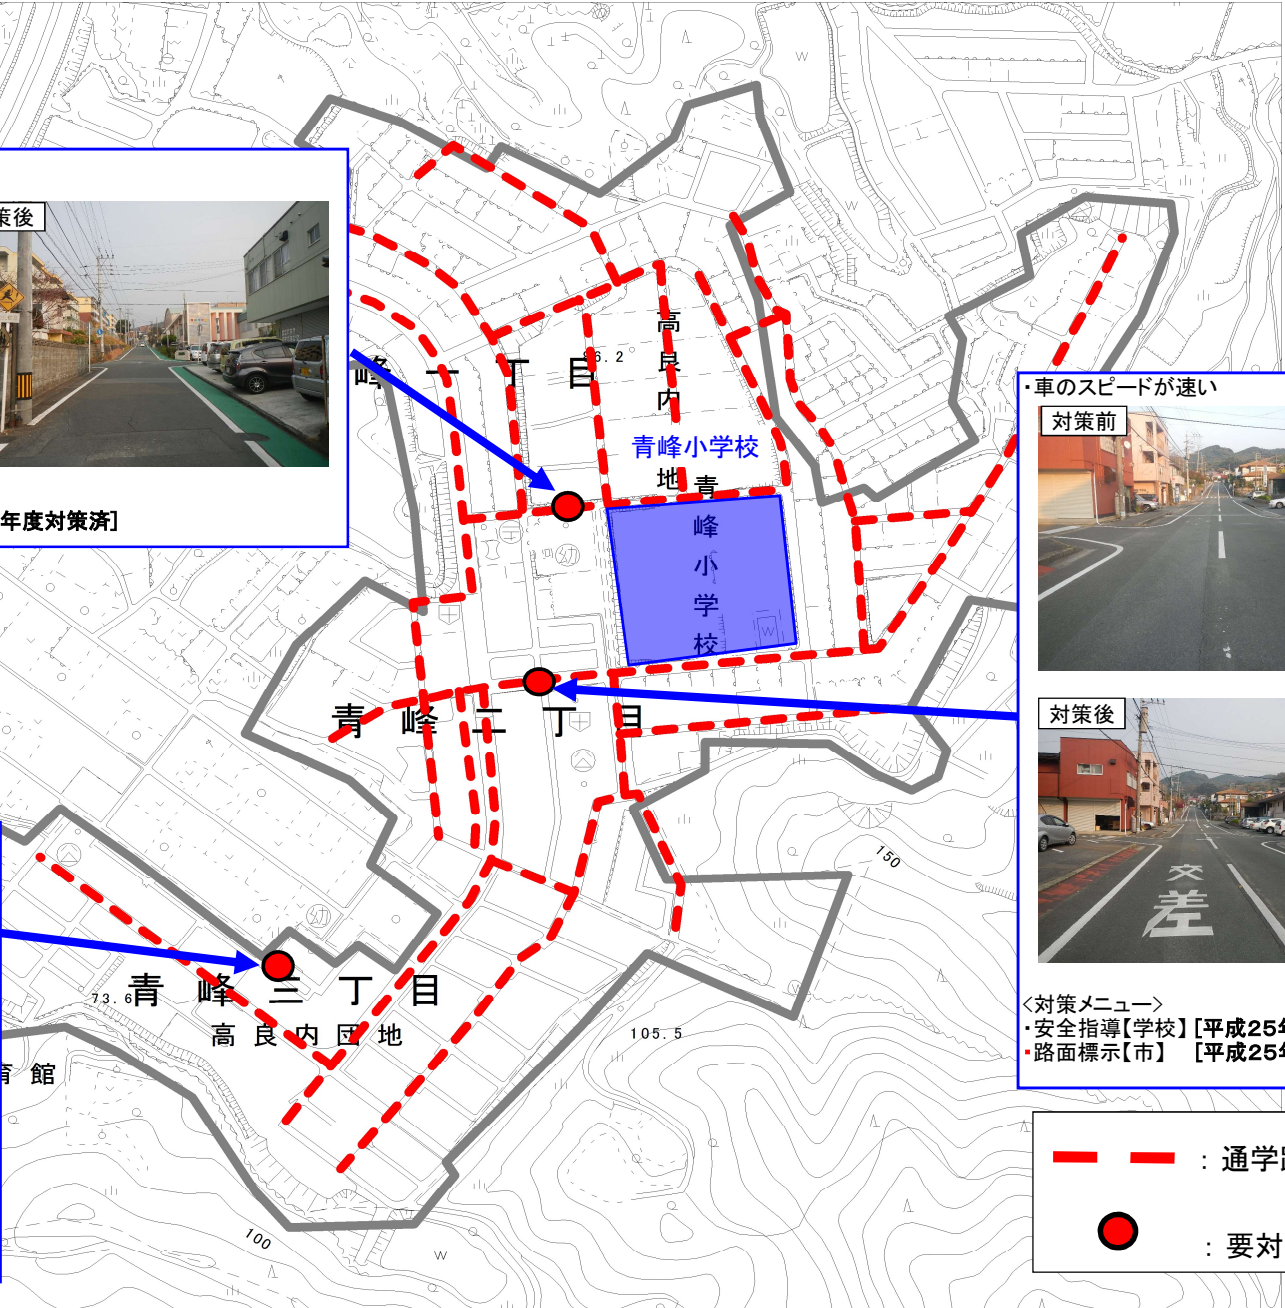 策後
年度対策済]
峰一丁目
96.2
高良内
地
青峰小学校
青峰小学校
・車のスピードが速い
対策前
対策後
交差
<対策メニュー>
・安全指導【学校】 [平成25年
・路面標示【市】 [平成25年
青峰二丁目
青峰三丁目
高良内団地
73.6
育館
幼
幼
105.5
150
100
W
W
W
W
：通学路
：要対